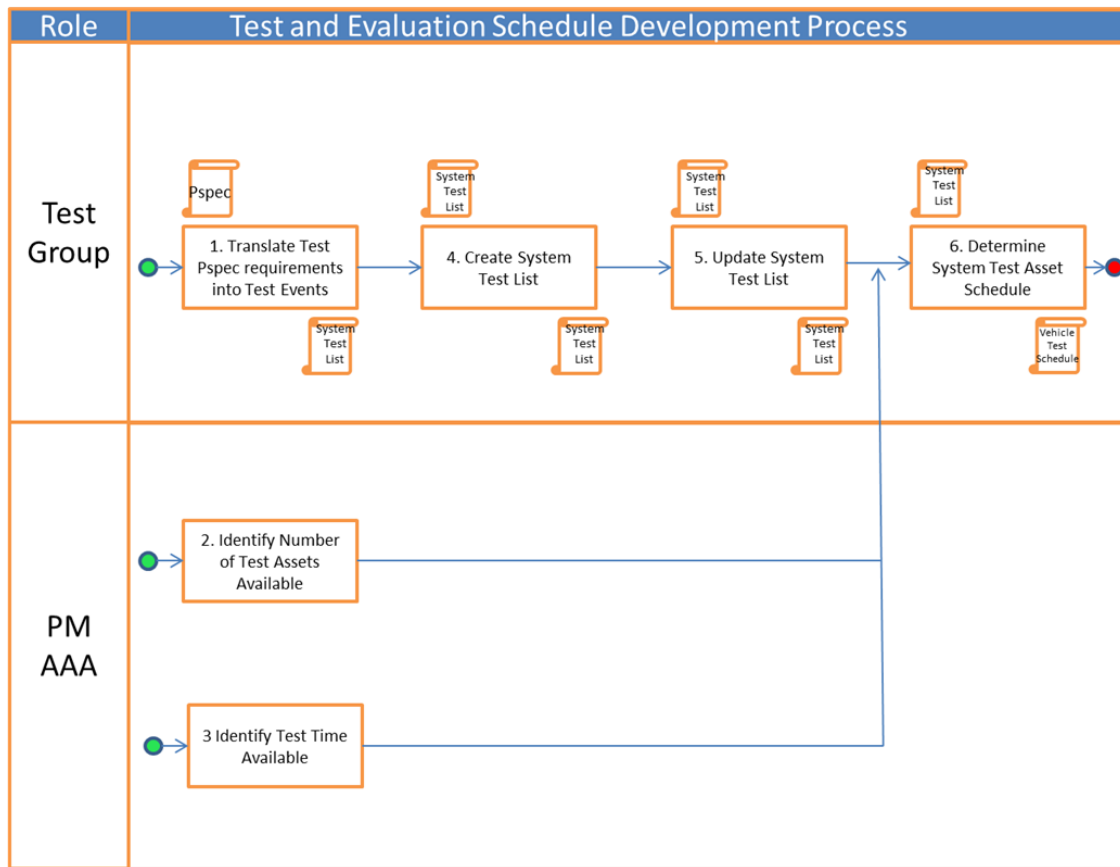 Role
Test and Evaluation Schedule Development Process
Test
Group
Pspec
System
Test
List
System
Test
List
System
Test
List
1. Translate Test
Pspec requirements
into Test Events
4. Create System
Test List
5. Update System
Test List
6. Determine
System Test Asset
Schedule
System
Test
List
System
Test
List
System
Test
List
Vehicle
Test
Schedule
PM
AAA
2. Identify Number
of Test Assets
Available
3 Identify Test Time
Available